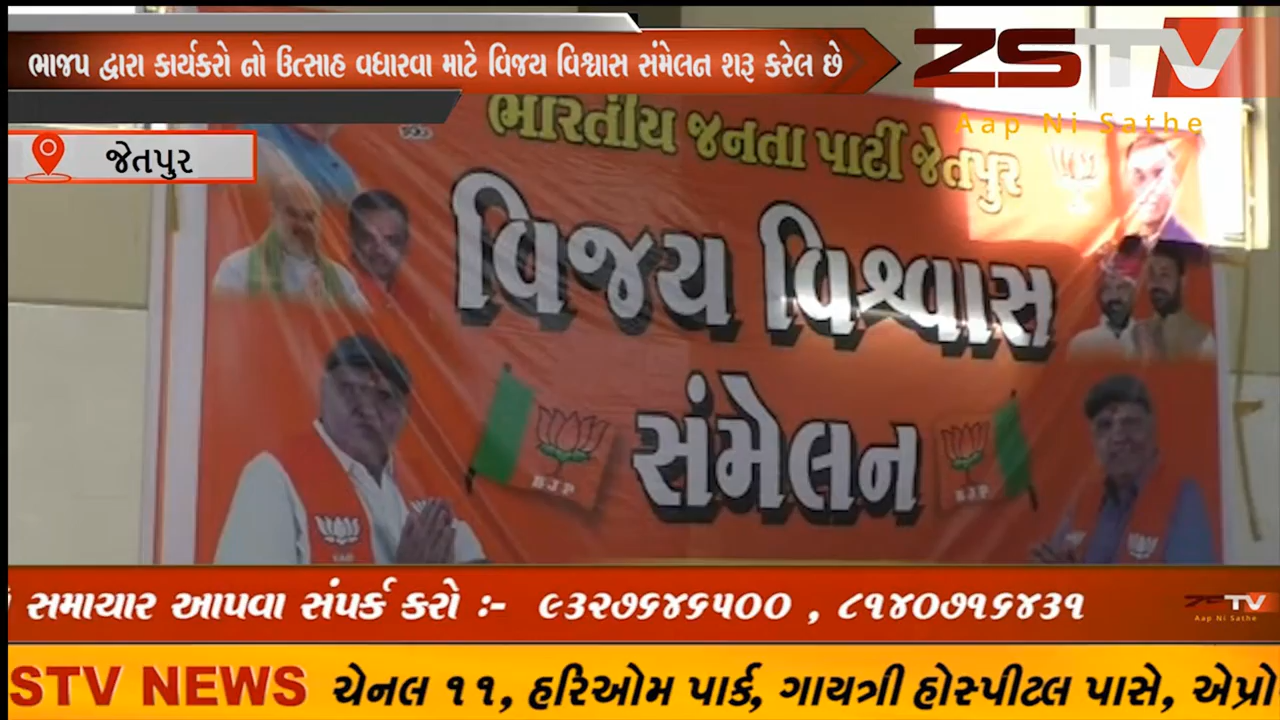 ભાજપ દ્વારા કાર્યકરો નો ઉત્સાહ વધારવા માટે વિજય વિશ્વાસ સંમેલન શરૂ કરેલ છે
ZSTV
Aap Ni Sathe
જેતપુર
ભારતીય જનતા પાર્ટી જેતપુર
વિજય વિશ્વાસ
સંમેલન
BJP
BJP
સમાચાર આપવા સંપર્ક કરો :- ૯૩૨૭૬૪૬૫૦૦ , ૮૧૪૦૭૧૬૪૩૧
ZSTV
Aap Ni Sathe
STV NEWS ચેનલ ૧૧, હરિઓમ પાર્ક, ગાયત્રી હોસ્પીટલ પાસે, એપ્રો